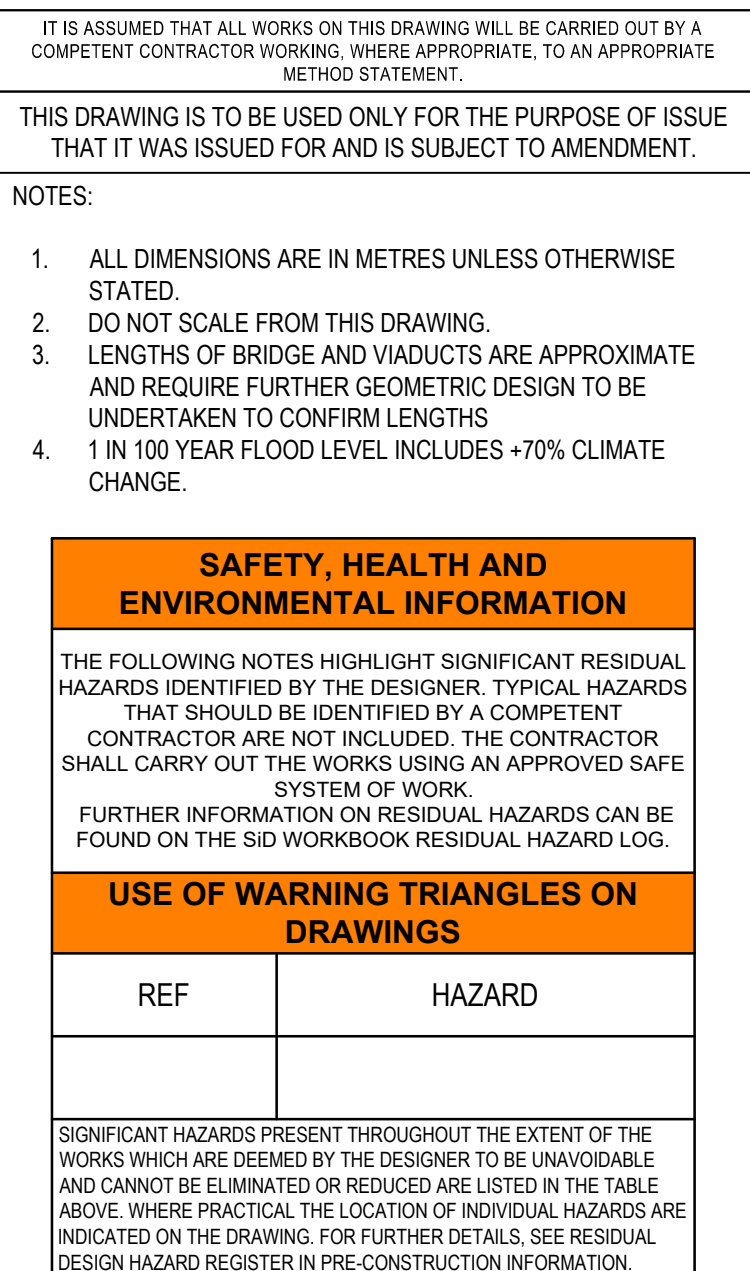 IT IS ASSUMED THAT ALL WORKS ON THIS DRAWING WILL BE CARRIED OUT BY A
COMPETENT CONTRACTOR WORKING, WHERE APPROPRIATE, TO AN APPROPRIATE
METHOD STATEMENT.
THIS DRAWING IS TO BE USED ONLY FOR THE PURPOSE OF ISSUE
THAT IT WAS ISSUED FOR AND IS SUBJECT TO AMENDMENT.
NOTES:
1. ALL DIMENSIONS ARE IN METRES UNLESS OTHERWISE
STATED.
2. DO NOT SCALE FROM THIS DRAWING.
3. LENGTHS OF BRIDGE AND VIADUCTS ARE APPROXIMATE
AND REQUIRE FURTHER GEOMETRIC DESIGN TO BE
UNDERTAKEN TO CONFIRM LENGTHS
4. 1 IN 100 YEAR FLOOD LEVEL INCLUDES +70% CLIMATE
CHANGE.
SAFETY, HEALTH AND
ENVIRONMENTAL INFORMATION
THE FOLLOWING NOTES HIGHLIGHT SIGNIFICANT RESIDUAL
HAZARDS IDENTIFIED BY THE DESIGNER. TYPICAL HAZARDS
THAT SHOULD BE IDENTIFIED BY A COMPETENT
CONTRACTOR ARE NOT INCLUDED. THE CONTRACTOR
SHALL CARRY OUT THE WORKS USING AN APPROVED SAFE
SYSTEM OF WORK.
FURTHER INFORMATION ON RESIDUAL HAZARDS CAN BE
FOUND ON THE SiD WORKBOOK RESIDUAL HAZARD LOG.
USE OF WARNING TRIANGLES ON
DRAWINGS
REF HAZARD
SIGNIFICANT HAZARDS PRESENT THROUGHOUT THE EXTENT OF THE
WORKS WHICH ARE DEEMED BY THE DESIGNER TO BE UNAVOIDABLE
AND CANNOT BE ELIMINATED OR REDUCED ARE LISTED IN THE TABLE
ABOVE. WHERE PRACTICAL THE LOCATION OF INDIVIDUAL HAZARDS ARE
INDICATED ON THE DRAWING. FOR FURTHER DETAILS, SEE RESIDUAL
DESIGN HAZARD REGISTER IN PRE-CONSTRUCTION INFORMATION.